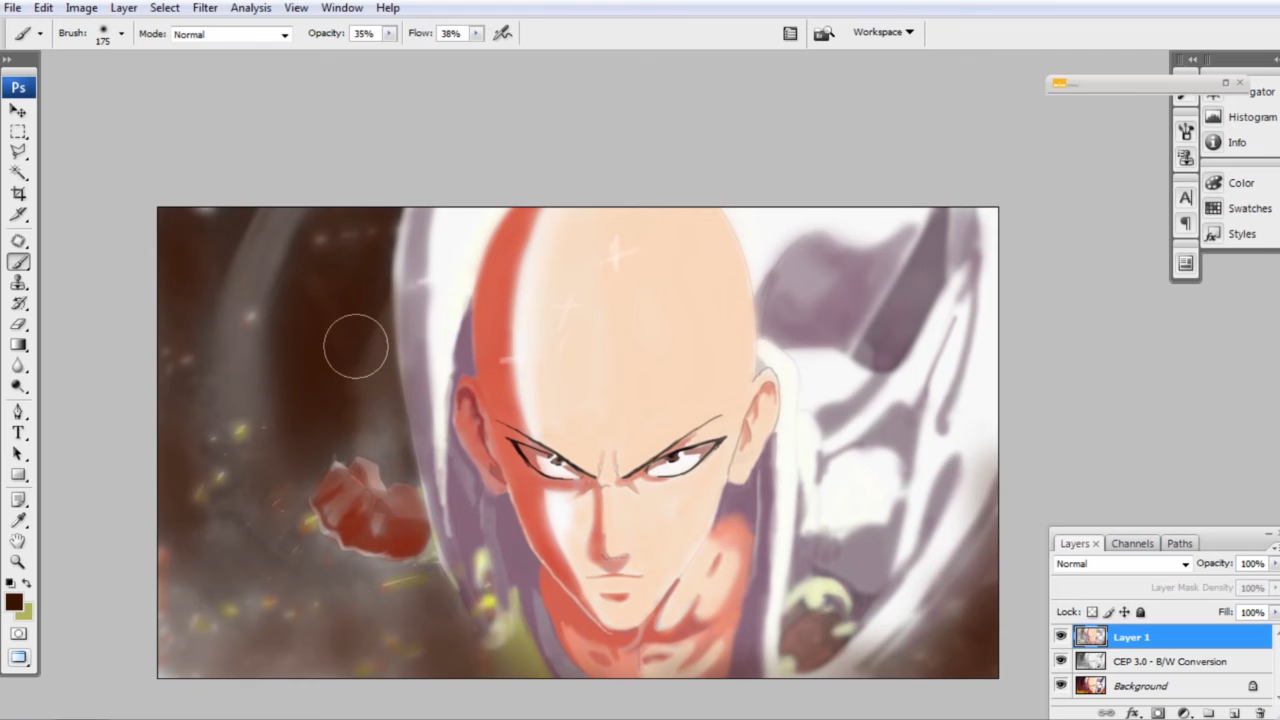 File Edit Image Layer Select Filter Analysis View Window Help
Brush: 175 Mode: Normal Opacity: 35% Flow: 38% Workspace
Ps
gator
Histogram
Info
Color
Swatches
Styles
A
T
Layers Channels Paths
Normal Opacity: 100%
Layer Mask Density: 100%
Lock: Fill: 100%
Layer 1
CEP 3.0 - B/W Conversion
Background
fx